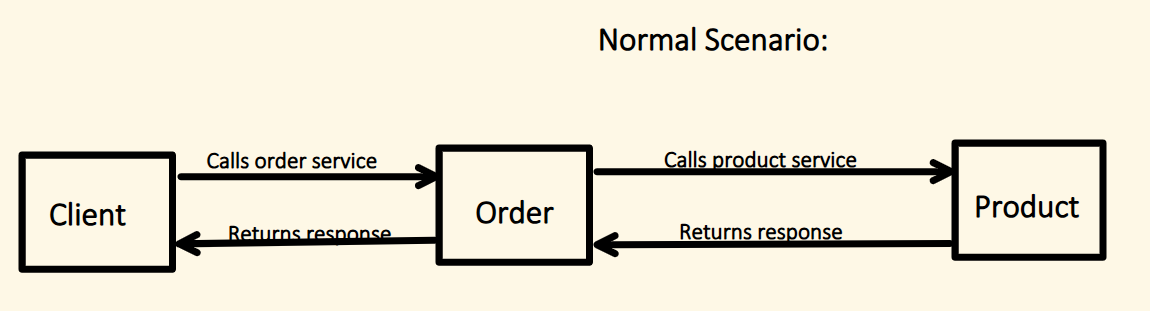 Normal Scenario:
Calls order service
Calls product service
Client
Order
Product
Returns response
Returns response